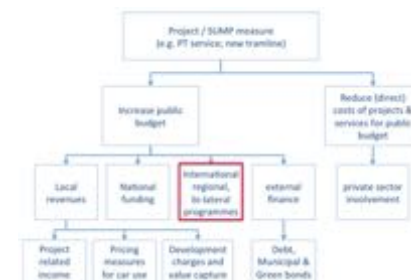 Project / SUMP measure
(e.g. PT service, new tramline)
Increase public
budget
Reduce (direct)
costs of projects &
services for public
budget
Local
revenues
National
funding
International
regional,
bi-lateral
programmes
external
finance
private sector
involvement
Project
related
income
Pricing
measures
for car use
Development
charges and
value capture
Debt,
Municipal &
Green bonds